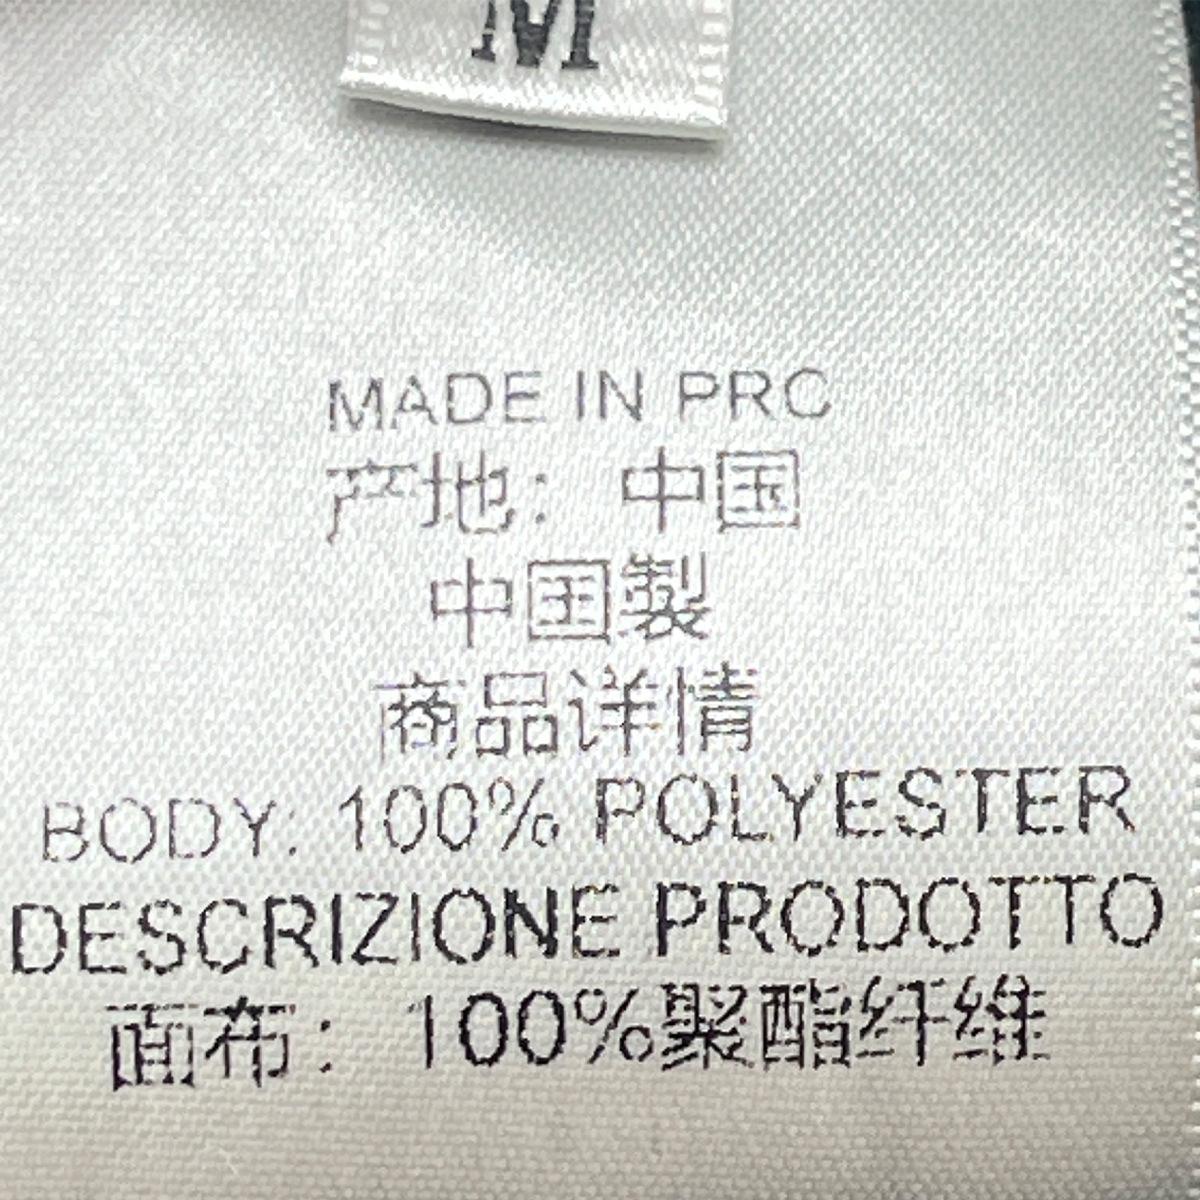 M
MADE IN PRC
产地：中国
中国製
商品详情
BODY: 100% POLYESTER
DESCRIZIONE PRODOTTO
面布：100%聚酯纤维